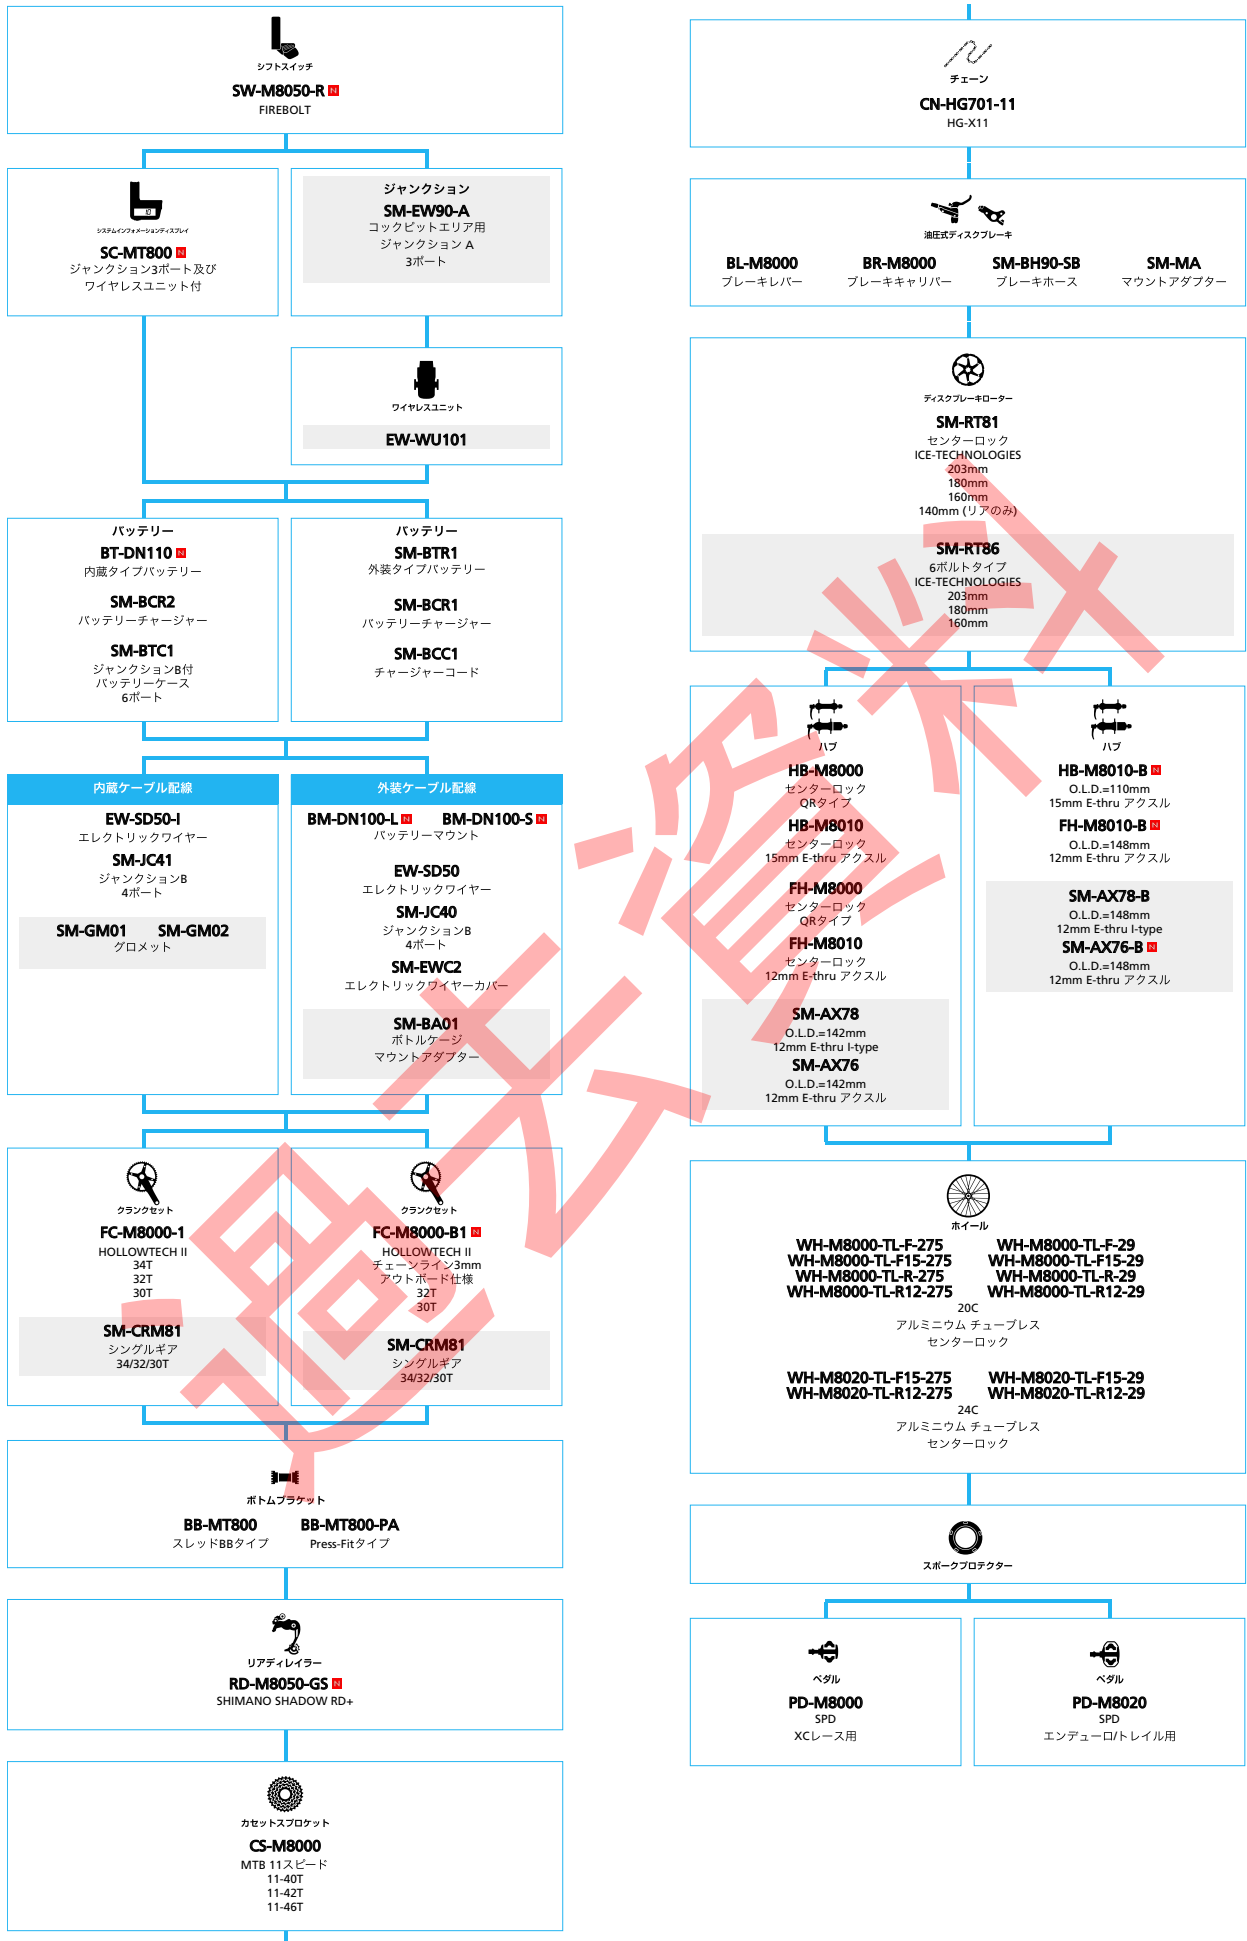 シフトスイッチ
SW-M8050-R N
FIREBOLT
システムインフォメーションディスプレイ
SC-MT800 N
ジャンクション3ポート及び
ワイヤレスユニット付
ジャンクション
SM-EW90-A
コックピットエリア用
ジャンクション A
3ポート
ワイヤレスユニット
EW-WU101
バッテリー
BT-DN110 N
内蔵タイプバッテリー
SM-BCR2
バッテリーチャージャー
SM-BTC1
ジャンクションB付
バッテリーケース
6ポート
バッテリー
SM-BTR1
外装タイプバッテリー
SM-BCR1
バッテリーチャージャー
SM-BCC1
チャージャーコード
内蔵ケーブル配線
EW-SD50-I
エレクトリックワイヤー
SM-JC41
ジャンクションB
4ポート
SM-GM01 SM-GM02
グロメット
外装ケーブル配線
BM-DN100-L N BM-DN100-S N
バッテリーマウント
EW-SD50
エレクトリックワイヤー
SM-JC40
ジャンクションB
4ポート
SM-EWC2
エレクトリックワイヤーカバー
SM-BA01
ボトルケージ
マウントアダプター
クランクセット
FC-M8000-1
HOLLOWTECH II
34T
32T
30T
SM-CRM81
シングルギア
34/32/30T
クランクセット
FC-M8000-B1 N
HOLLOWTECH II
チェーンライン3mm
アウトボード仕様
32T
30T
SM-CRM81
シングルギア
34/32/30T
ボトムブラケット
BB-MT800 BB-MT800-PA
スレッドBBタイプ Press-Fitタイプ
リアディレイラー
RD-M8050-GS N
SHIMANO SHADOW RD+
カセットスプロケット
CS-M8000
MTB 11スピード
11-40T
11-42T
11-46T
チェーン
CN-HG701-11
HG-X11
油圧式ディスクブレーキ
BL-M8000 BR-M8000 SM-BH90-SB SM-MA
ブレーキレバー ブレーキキャリパー ブレーキホース マウントアダプター
ディスクブレーキローター
SM-RT81
センターロック
ICE-TECHNOLOGIES
203mm
180mm
160mm
140mm (リアのみ)
SM-RT86
6ボルトタイプ
ICE-TECHNOLOGIES
203mm
180mm
160mm
ハブ
HB-M8000
センターロック
QRタイプ
HB-M8010
センターロック
15mm E-thru アクスル
FH-M8000
センターロック
QRタイプ
FH-M8010
センターロック
12mm E-thru アクスル
SM-AX78
O.L.D.=142mm
12mm E-thru I-type
SM-AX76
O.L.D.=142mm
12mm E-thru アクスル
ハブ
HB-M8010-B N
O.L.D.=110mm
15mm E-thru アクスル
FH-M8010-B N
O.L.D.=148mm
12mm E-thru アクスル
SM-AX78-B
O.L.D.=148mm
12mm E-thru I-type
SM-AX76-B N
O.L.D.=148mm
12mm E-thru アクスル
ホイール
WH-M8000-TL-F-275 WH-M8000-TL-F-29
WH-M8000-TL-F15-275 WH-M8000-TL-F15-29
WH-M8000-TL-R-275 WH-M8000-TL-R-29
WH-M8000-TL-R12-275 WH-M8000-TL-R12-29
20C
アルミニウム チューブレス
センターロック
WH-M8020-TL-F15-275 WH-M8020-TL-F15-29
WH-M8020-TL-R12-275 WH-M8020-TL-R12-29
24C
アルミニウム チューブレス
センターロック
スポークプロテクター
ペダル
PD-M8000
SPD
XCレース用
ペダル
PD-M8020
SPD
エンデューロ/トレイル用
過去資料